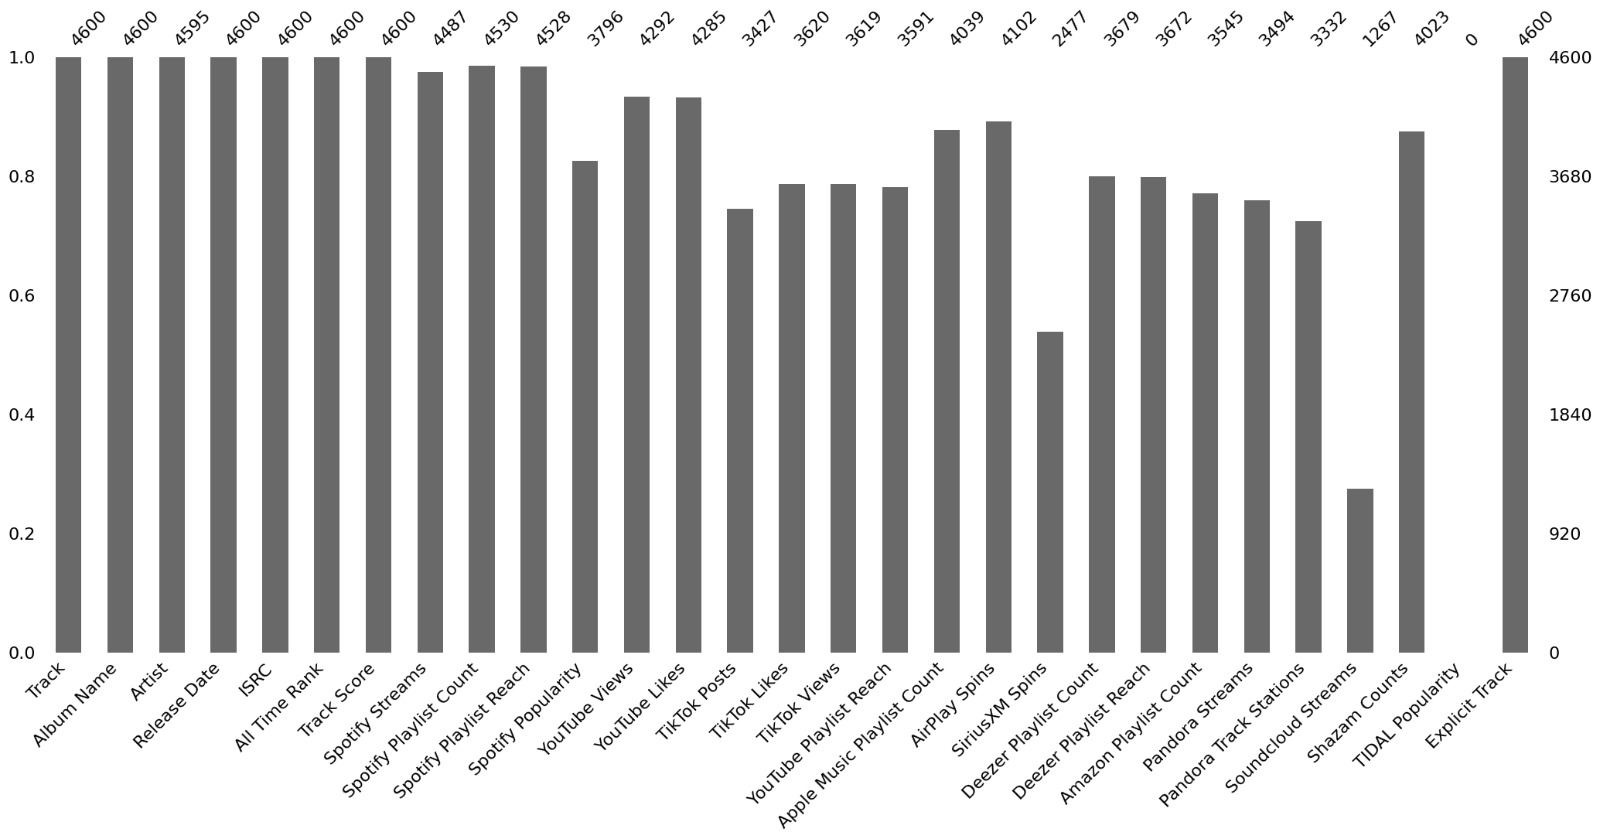 4600
4600
4595
4600
4600
4600
4600
4487
4530
4528
3796
4292
4285
3427
3620
3619
3591
4039
4102
2477
3679
3672
3545
3494
3332
1267
4023
0
4600
1.0
0.8
0.6
0.4
0.2
0.0
4600
3680
2760
1840
920
0
Track
Album Name
Artist
Release Date
ISRC
All Time Rank
Track Score
Spotify Streams
Spotify Playlist Count
Spotify Playlist Reach
Spotify Popularity
YouTube Views
YouTube Likes
TikTok Posts
TikTok Likes
TikTok Views
YouTube Playlist Reach
Apple Music Playlist Count
AirPlay Spins
SiriusXM Spins
Deezer Playlist Count
Deezer Playlist Reach
Amazon Playlist Count
Pandora Streams
Pandora Track Stations
Soundcloud Streams
Shazam Counts
TIDAL Popularity
Explicit Track